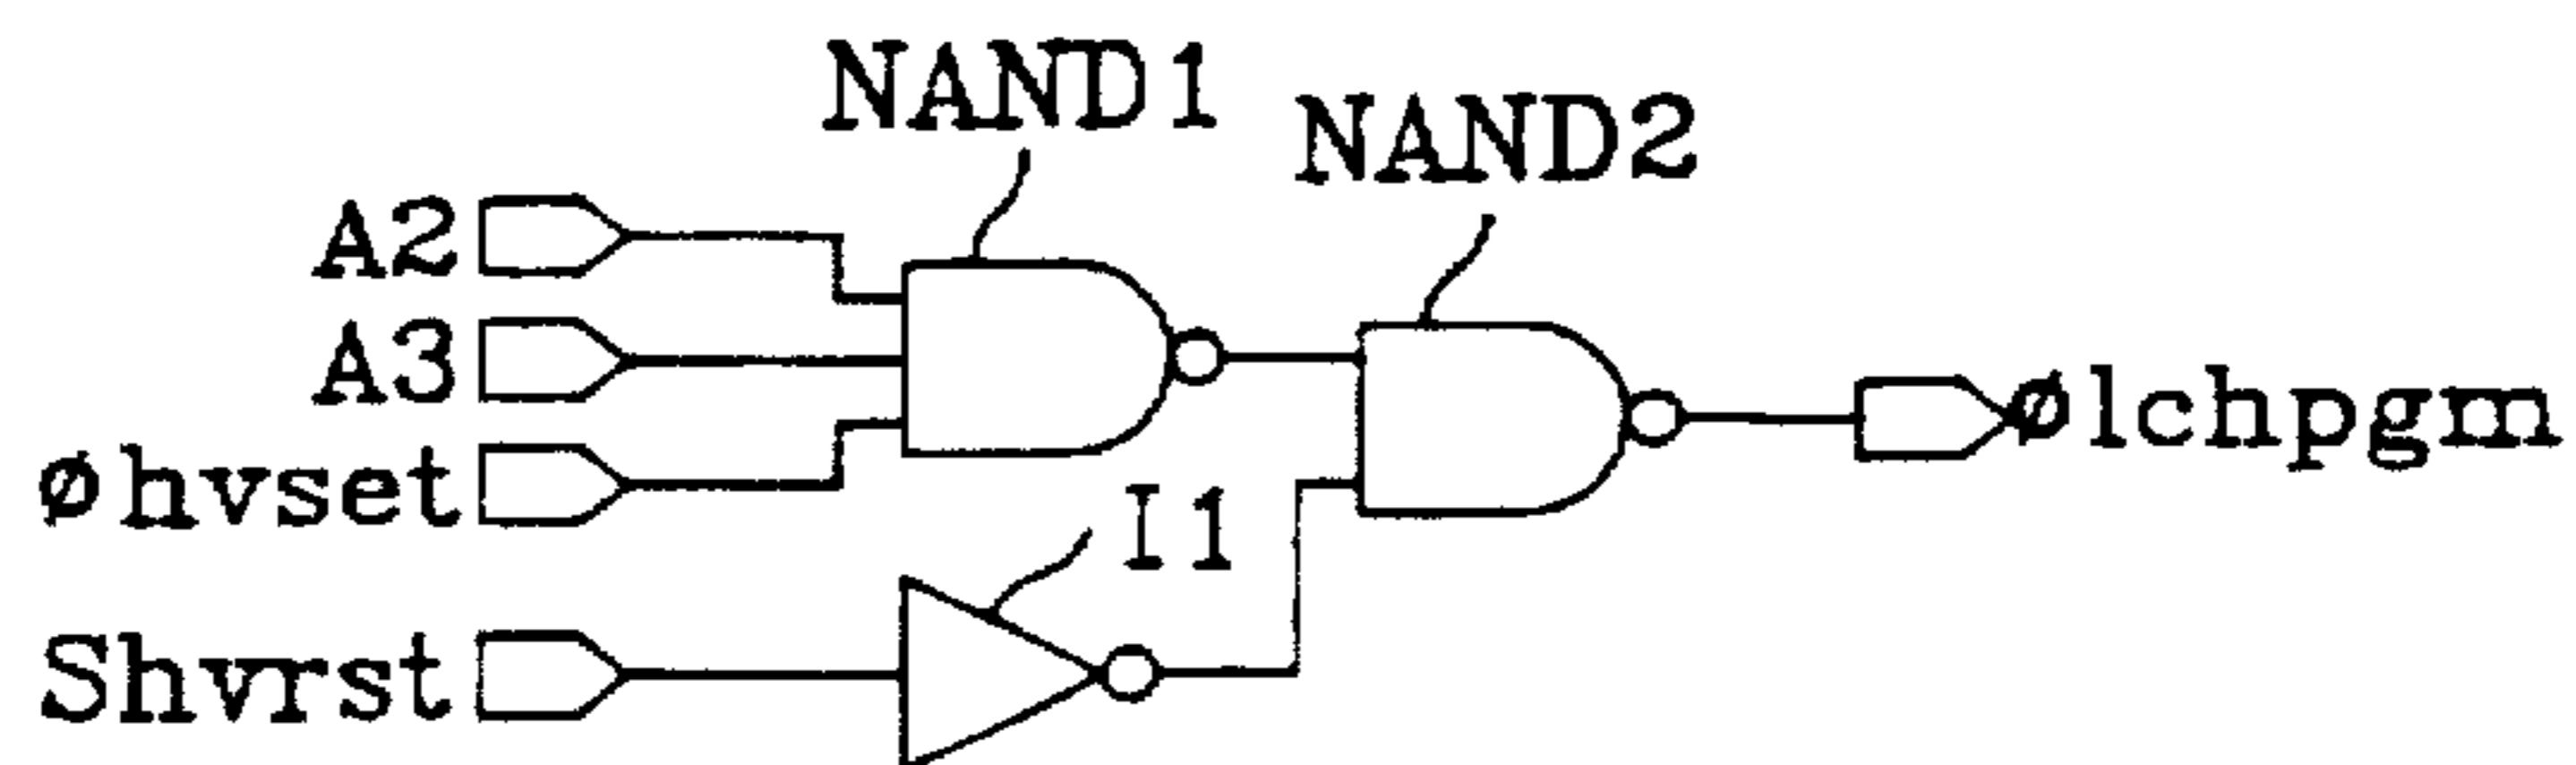 NAND1
NAND2
A2
A3
øhvset
I1
Shvrst
ølchpgm